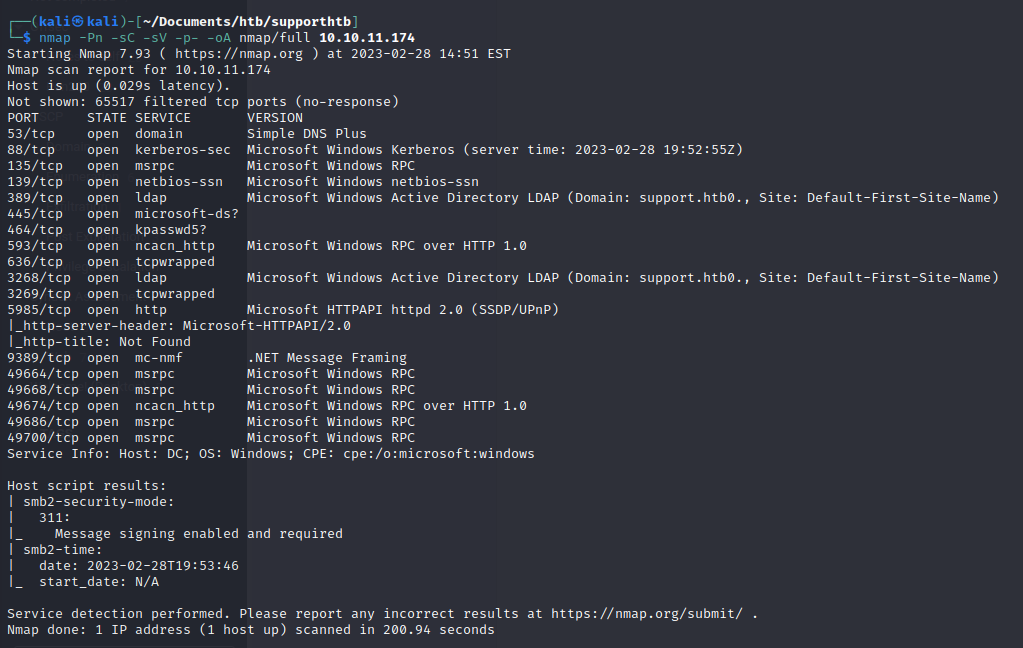 ┌──(kali㉿kali)-[~/Documents/htb/supporthtb]
└─$ nmap -Pn -sC -sV -p- -oA nmap/full 10.10.11.174
Starting Nmap 7.93 ( https://nmap.org ) at 2023-02-28 14:51 EST
Nmap scan report for 10.10.11.174
Host is up (0.029s latency).
Not shown: 65517 filtered tcp ports (no-response)
PORT      STATE SERVICE       VERSION
53/tcp    open  domain        Simple DNS Plus
88/tcp    open  kerberos-sec  Microsoft Windows Kerberos (server time: 2023-02-28 19:52:55Z)
135/tcp   open  msrpc         Microsoft Windows RPC
139/tcp   open  netbios-ssn   Microsoft Windows netbios-ssn
389/tcp   open  ldap          Microsoft Windows Active Directory LDAP (Domain: support.htb0., Site: Default-First-Site-Name)
445/tcp   open  microsoft-ds?
464/tcp   open  kpasswd5?
593/tcp   open  ncacn_http    Microsoft Windows RPC over HTTP 1.0
636/tcp   open  tcpwrapped
3268/tcp  open  ldap          Microsoft Windows Active Directory LDAP (Domain: support.htb0., Site: Default-First-Site-Name)
3269/tcp  open  tcpwrapped
5985/tcp  open  http          Microsoft HTTPAPI httpd 2.0 (SSDP/UPnP)
|_http-server-header: Microsoft-HTTPAPI/2.0
|_http-title: Not Found
9389/tcp  open  mc-nmf        .NET Message Framing
49664/tcp open  msrpc         Microsoft Windows RPC
49668/tcp open  msrpc         Microsoft Windows RPC
49674/tcp open  ncacn_http    Microsoft Windows RPC over HTTP 1.0
49686/tcp open  msrpc         Microsoft Windows RPC
49700/tcp open  msrpc         Microsoft Windows RPC
Service Info: Host: DC; OS: Windows; CPE: cpe:/o:microsoft:windows

Host script results:
| smb2-security-mode:
|   311:
|_    Message signing enabled and required
| smb2-time:
|   date: 2023-02-28T19:53:46
|_  start_date: N/A

Service detection performed. Please report any incorrect results at https://nmap.org/submit/ .
Nmap done: 1 IP address (1 host up) scanned in 200.94 seconds